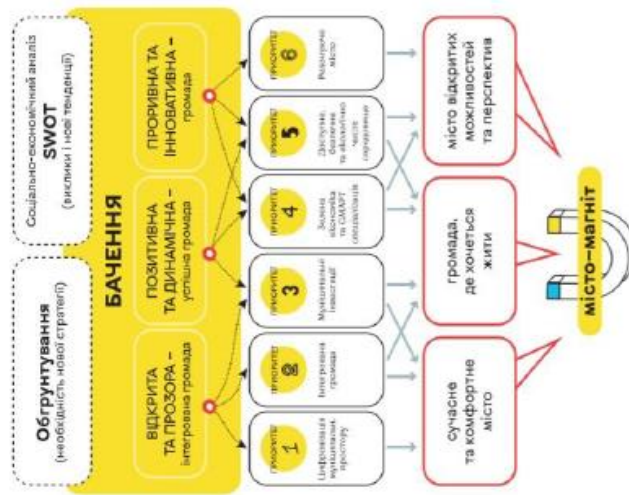 Обґрунтування
(необхідність нової стратегії)
Соціально-економічний аналіз
SWOT
(виклики і нові тенденції)
БАЧЕННЯ
ВІДКРИТА
ТА ПРОЗОРА –
інтегрована громада
ПОЗИТИВНА
ТА ДИНАМІЧНА –
успішна громада
ПРОРИВНА ТА
ІННОВАТИВНА –
громада
ПРІОРИТЕТ
1
Цифровізація
муніципальн.
простору
ПРІОРИТЕТ
2
Інтегрована
громада
ПРІОРИТЕТ
3
Муніципальні
інвестиції
ПРІОРИТЕТ
4
Зелена
економіка
та СМАРТ
спеціалізація
ПРІОРИТЕТ
5
Доступне,
безпечне
та екологічно
чисте
середовище
ПРІОРИТЕТ
6
місто
сучасне
та комфортне
місто
громада,
де хочеться
жити
місто відкритих
можливостей
та перспектив
місто–магніт